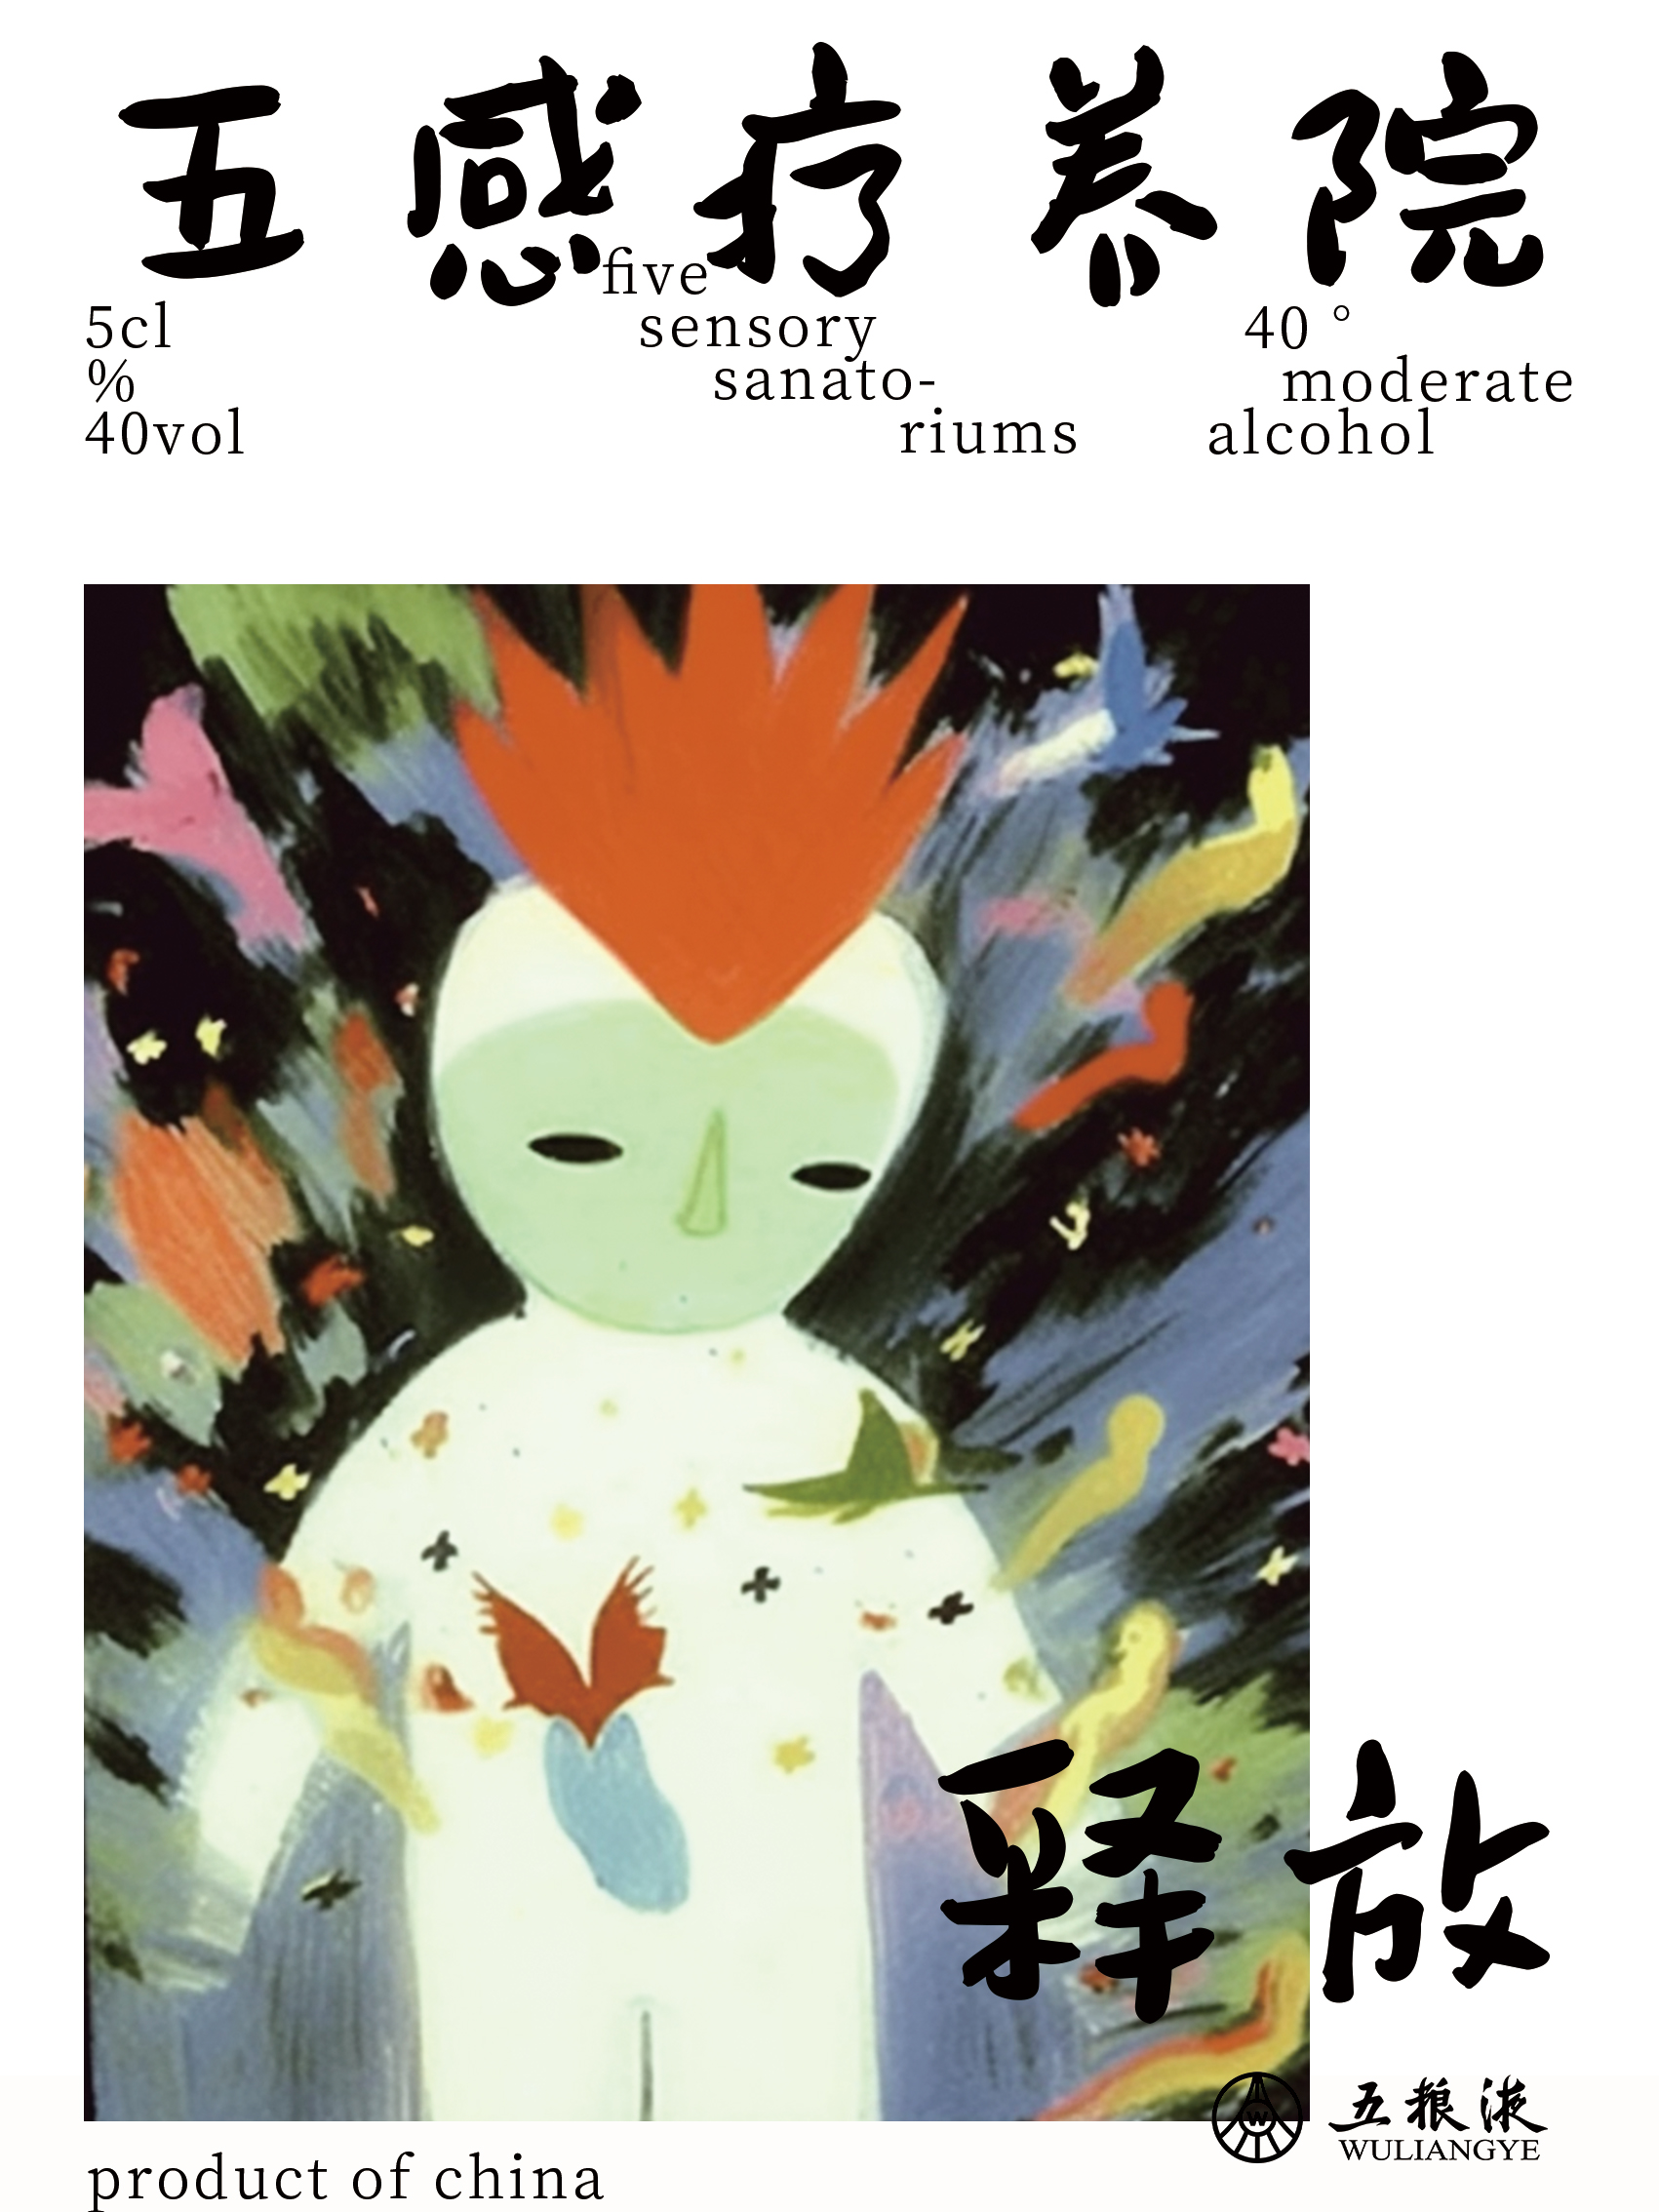 五感疗养院
five
sensory
sanato-
riums
5cl
%
40vol
40 °
moderate
alcohol
释放
W
五粮液
WULIANGYE
product of china